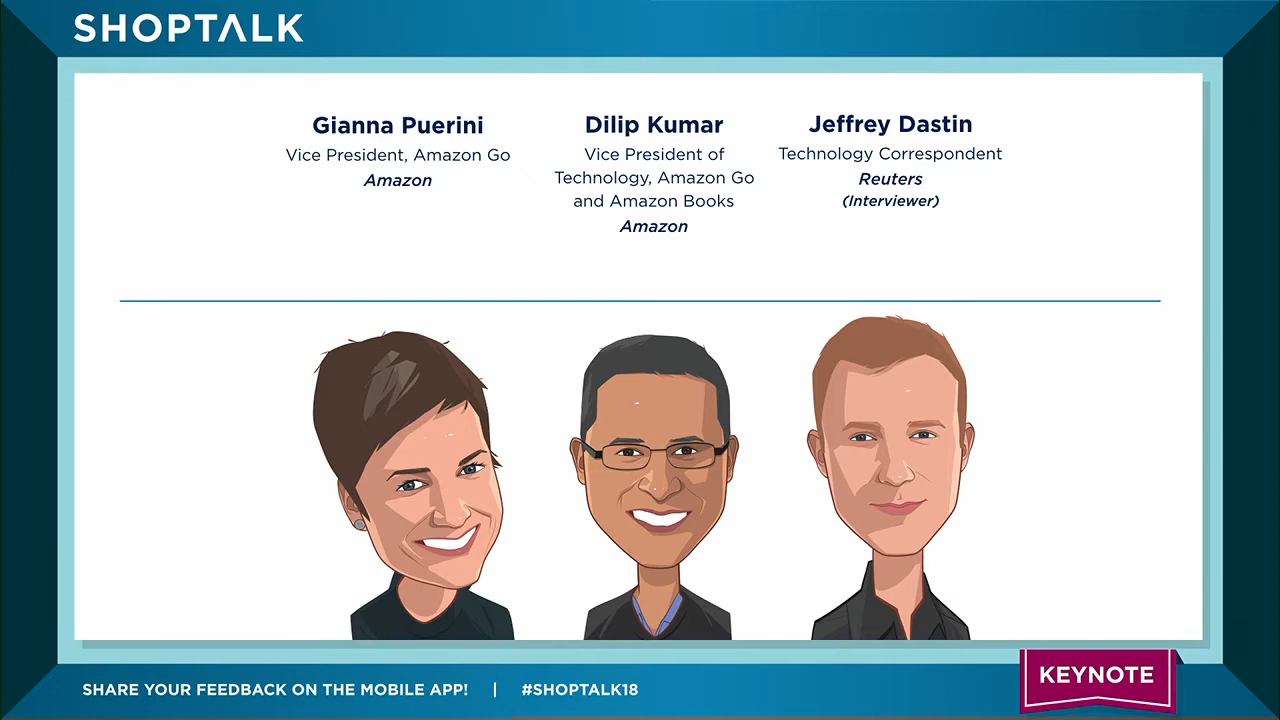 SHOPTALK
Gianna Puerini
Vice President, Amazon Go
Amazon
Dilip Kumar
Vice President of
Technology, Amazon Go
and Amazon Books
Amazon
Jeffrey Dastin
Technology Correspondent
Reuters
(Interviewer)
SHARE YOUR FEEDBACK ON THE MOBILE APP! | #SHOPTALK18
KEYNOTE